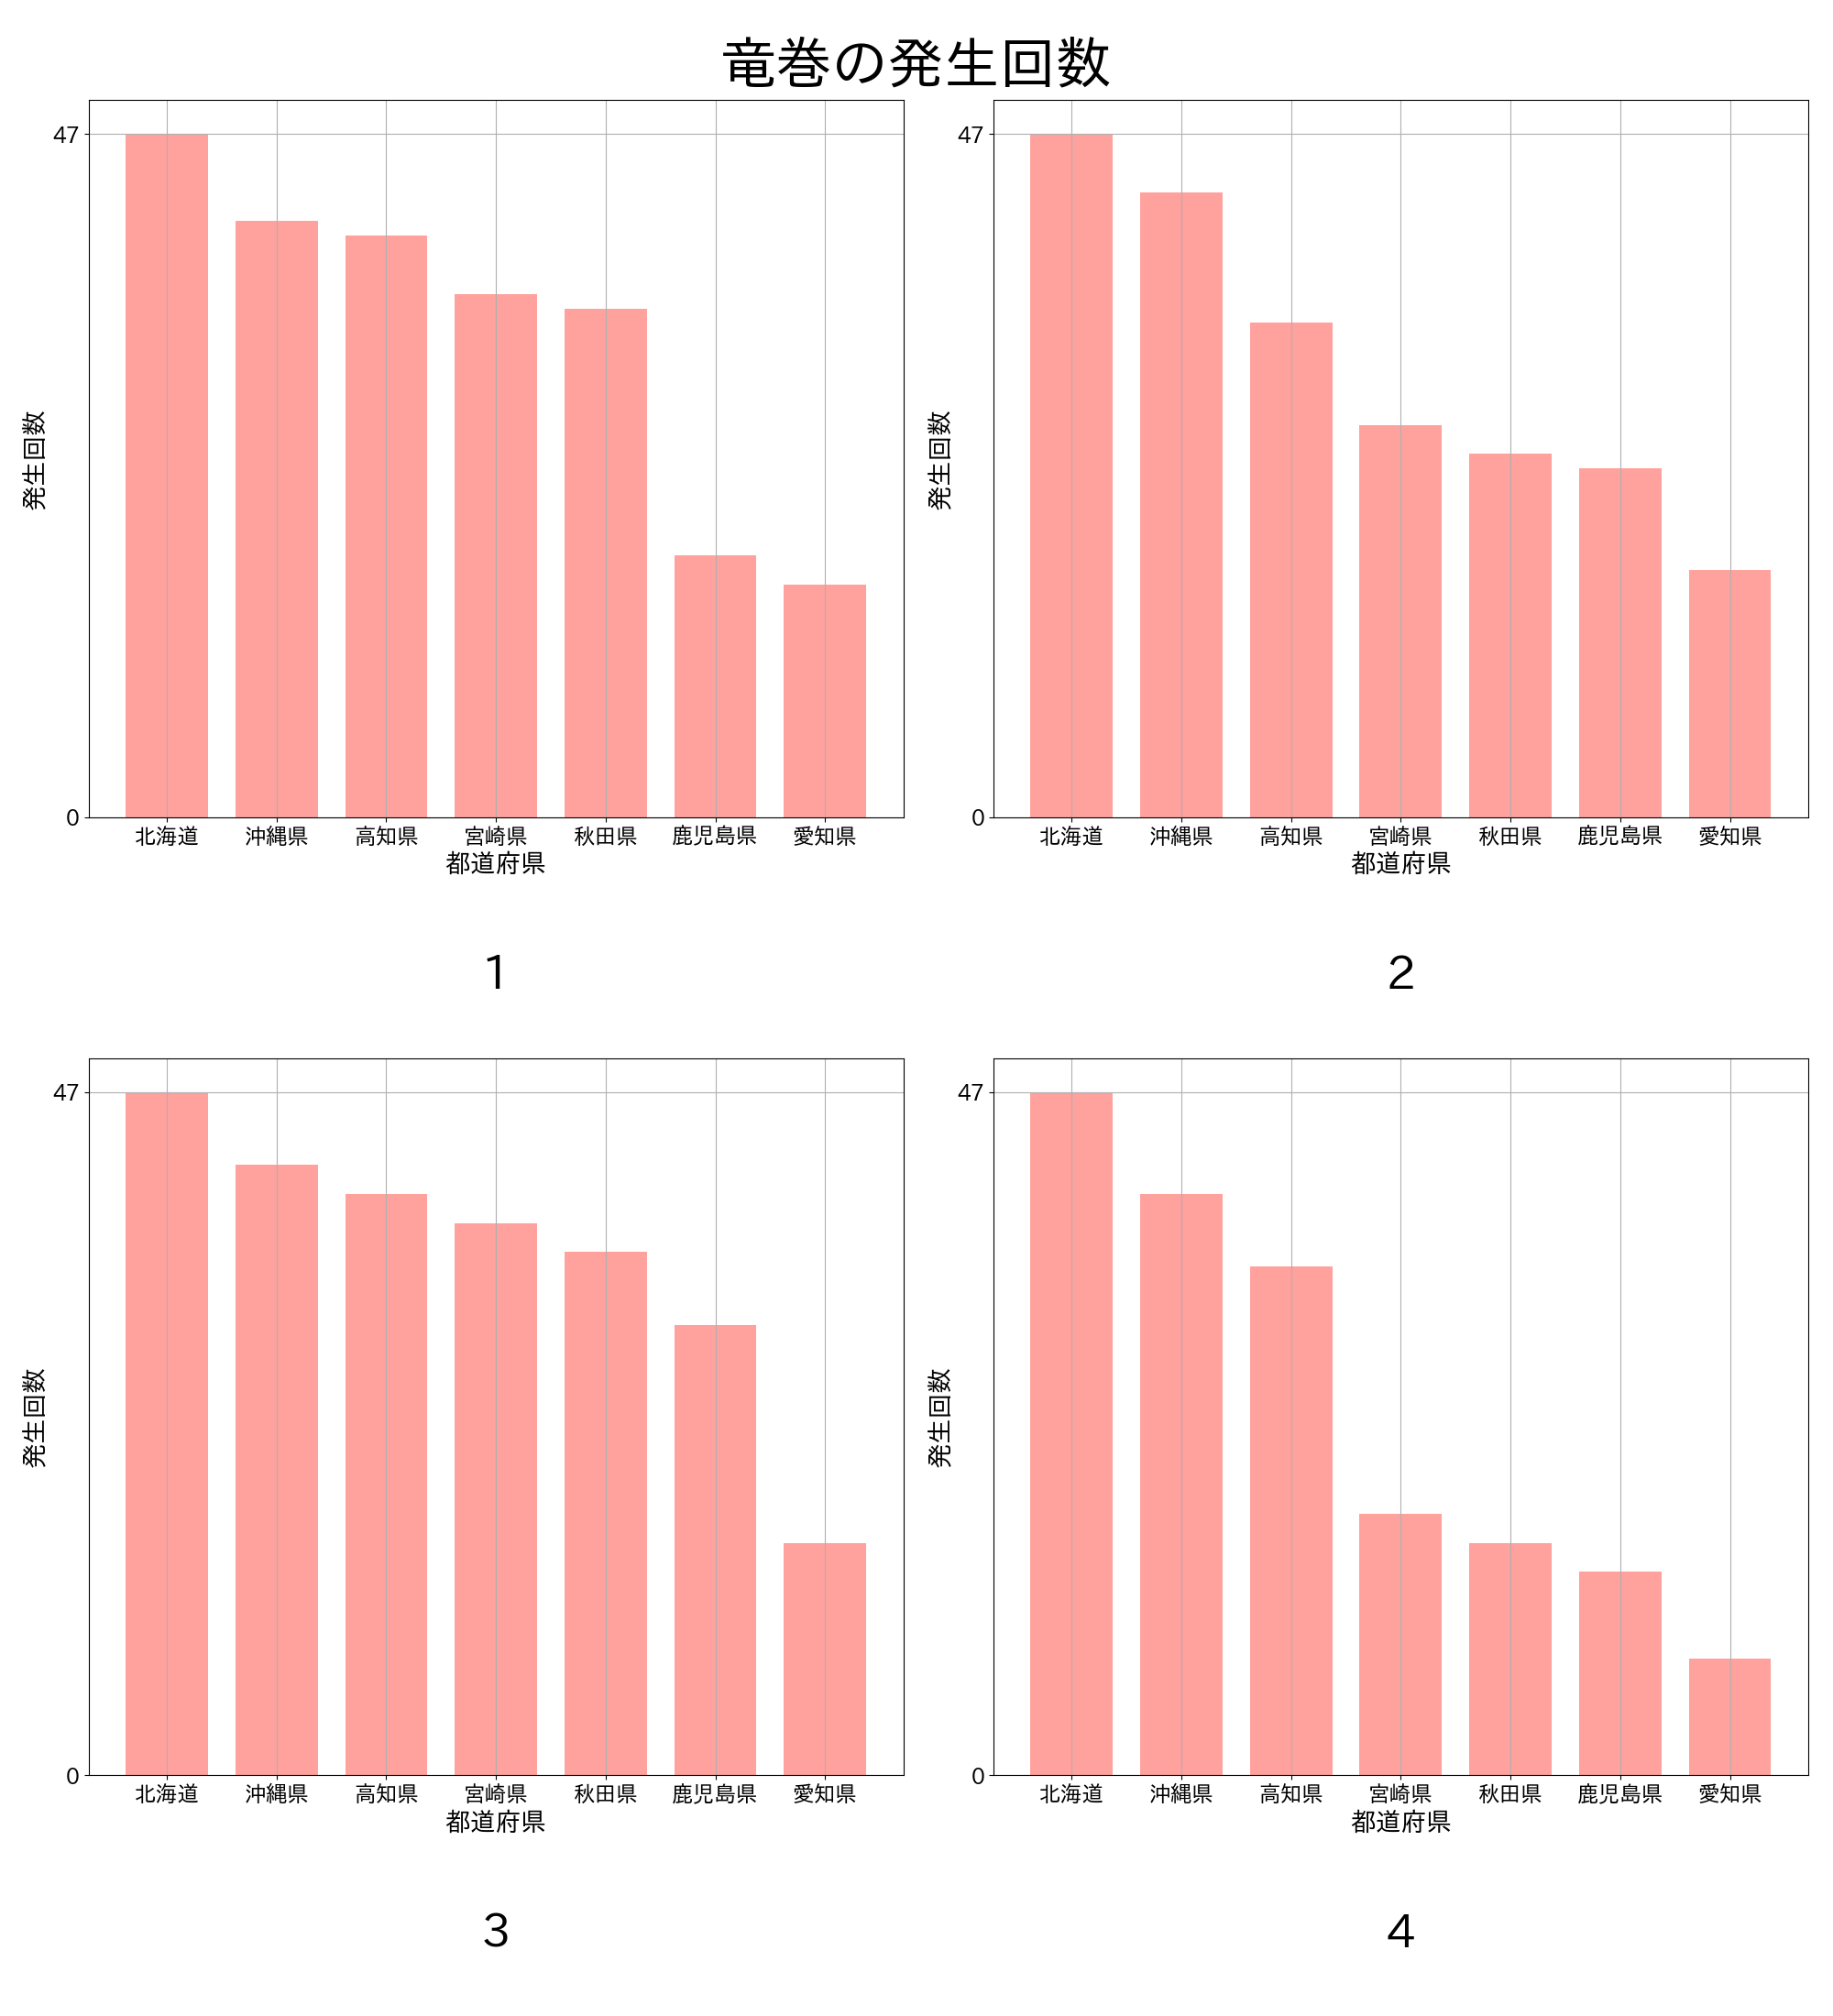 竜巻の発生回数
47
発生回数
0
北海道 沖縄県 高知県 宮崎県 秋田県 鹿児島県 愛知県
都道府県
1
47
発生回数
0
北海道 沖縄県 高知県 宮崎県 秋田県 鹿児島県 愛知県
都道府県
2
47
発生回数
0
北海道 沖縄県 高知県 宮崎県 秋田県 鹿児島県 愛知県
都道府県
3
47
発生回数
0
北海道 沖縄県 高知県 宮崎県 秋田県 鹿児島県 愛知県
都道府県
4